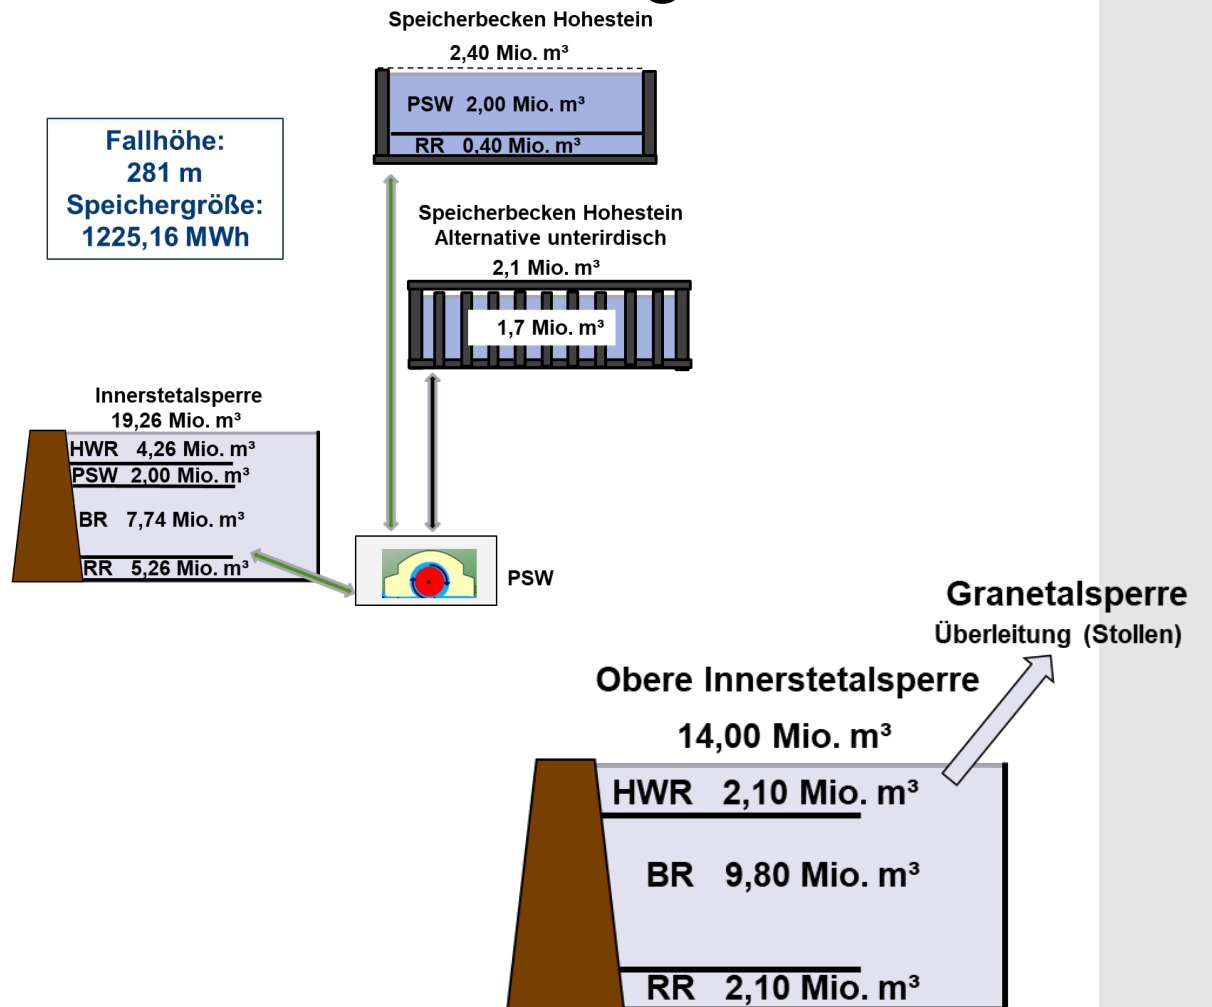 Speicherbecken Hohestein
2,40 Mio. m³
PSW 2,00 Mio. m³
RR 0,40 Mio. m³
Fallhöhe:
281 m
Speichergröße:
1225,16 MWh
Speicherbecken Hohestein
Alternative unterirdisch
2,1 Mio. m³
1,7 Mio. m³
Innerstetalsperre
19,26 Mio. m³
HWR 4,26 Mio. m³
PSW 2,00 Mio. m³
BR 7,74 Mio. m³
RR 5,26 Mio. m³
PSW
Granetalsperre
Überleitung (Stollen)
Obere Innerstetalsperre
14,00 Mio. m³
HWR 2,10 Mio. m³
BR 9,80 Mio. m³
RR 2,10 Mio. m³